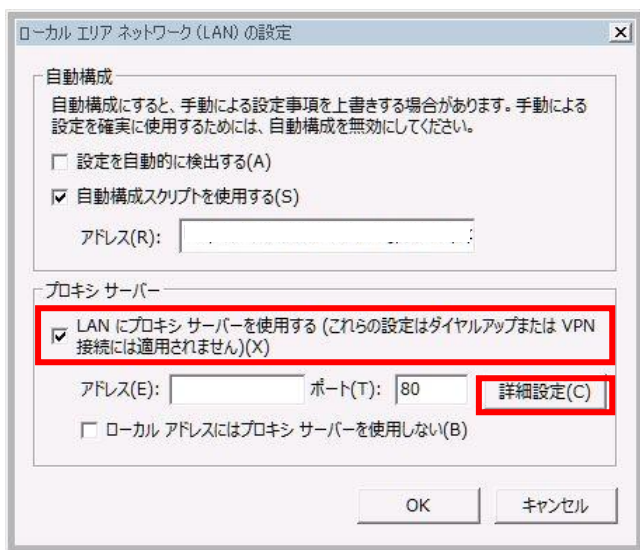 ローカル エリア ネットワーク (LAN) の設定
自動構成
自動構成にすると、手動による設定事項を上書きする場合があります。手動による
設定を確実に使用するためには、自動構成を無効にしてください。
設定を自動的に検出する(A)
自動構成スクリプトを使用する(S)
アドレス(R):
プロキシ サーバー
LAN にプロキシ サーバーを使用する (これらの設定はダイヤルアップまたは VPN
接続には適用されません)(X)
アドレス(E): ポート(T): 80 詳細設定(C)
ローカル アドレスにはプロキシ サーバーを使用しない(B)
OK キャンセル